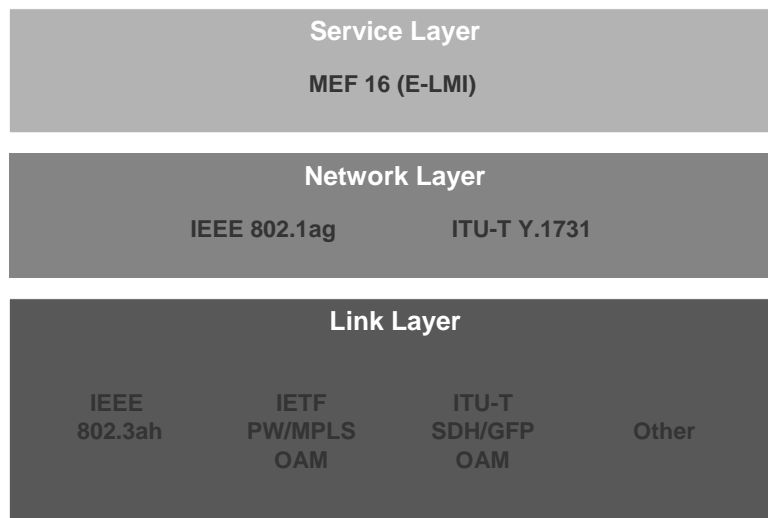 Service Layer
MEF 16 (E-LMI)
Network Layer
IEEE 802.1ag ITU-T Y.1731
Link Layer
IEEE 802.3ah
IETF PW/MPLS OAM
ITU-T SDH/GFP OAM
Other